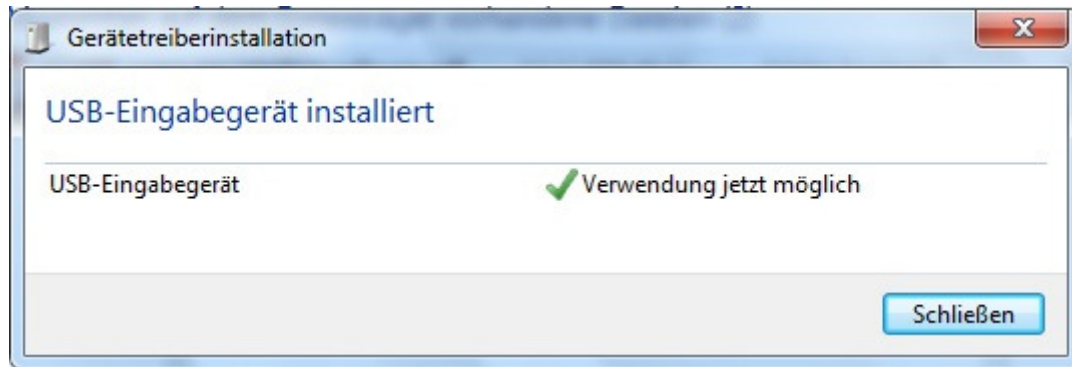 Gerätetreiberinstallation
USB-Eingabegerät installiert
USB-Eingabegerät Verwendung jetzt möglich
Schließen